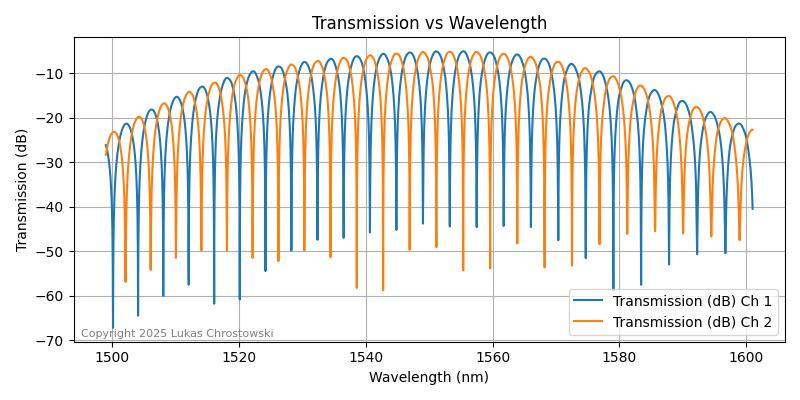 Transmission vs Wavelength
Transmission (dB)
−10
−20
−30
−40
−50
−60
−70
Transmission (dB) Ch 1
Transmission (dB) Ch 2
Copyright 2025 Lukas Chrostowski
1500
1520
1540
1560
1580
1600
Wavelength (nm)